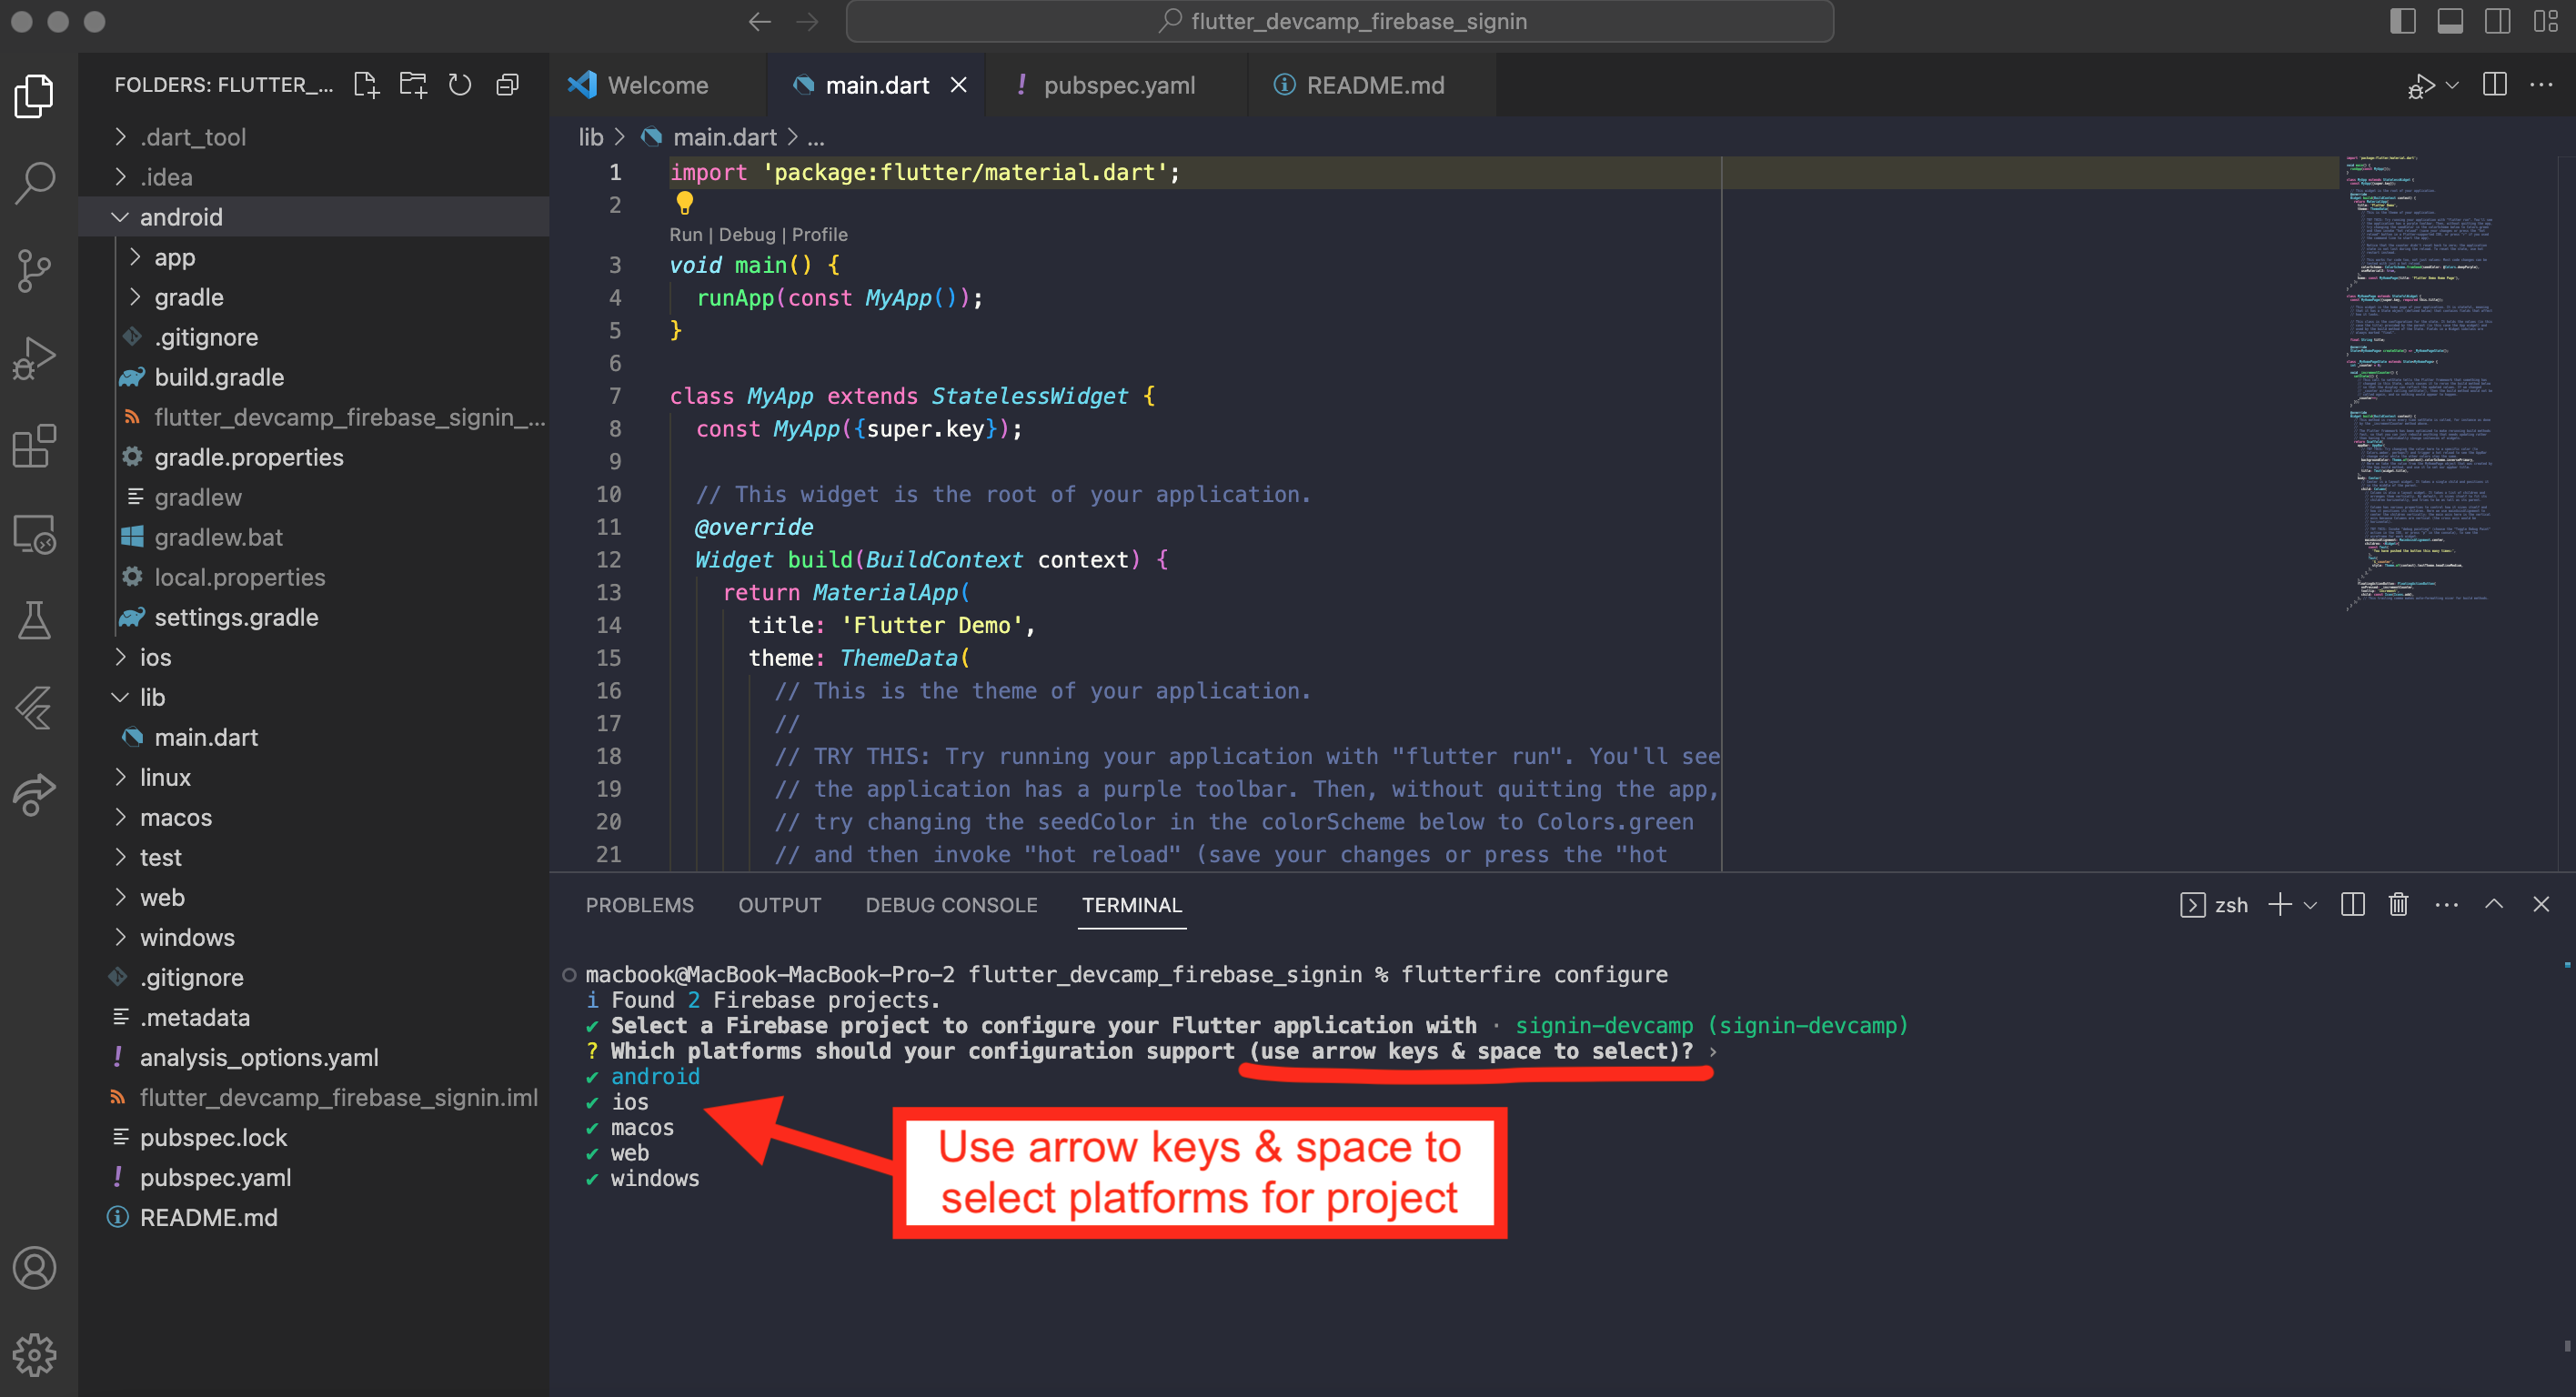 flutter_devcamp_firebase_signin
FOLDERS: FLUTTER_...
.dart_tool
.idea
android
app
gradle
.gitignore
build.gradle
flutter_devcamp_firebase_signin_...
gradle.properties
gradlew
gradlew.bat
local.properties
settings.gradle
ios
lib
main.dart
linux
macos
test
web
windows
.gitignore
.metadata
analysis_options.yaml
flutter_devcamp_firebase_signin.iml
pubspec.lock
pubspec.yaml
README.md
Welcome main.dart pubspec.yaml README.md
lib > main.dart > ...
1 import 'package:flutter/material.dart';
2
Run | Debug | Profile
3 void main() {
4 runApp(const MyApp());
5 }
6
7 class MyApp extends StatelessWidget {
8 const MyApp({super.key});
9
10 // This widget is the root of your application.
11 @override
12 Widget build(BuildContext context) {
13 return MaterialApp(
14 title: 'Flutter Demo',
15 theme: ThemeData(
16 // This is the theme of your application.
17 //
18 // TRY THIS: Try running your application with "flutter run". You'll see
19 // the application has a purple toolbar. Then, without quitting the app,
20 // try changing the seedColor in the colorScheme below to Colors.green
21 // and then invoke "hot reload" (save your changes or press the "hot
PROBLEMS OUTPUT DEBUG CONSOLE TERMINAL zsh
macbook@MacBook-MacBook-Pro-2 flutter_devcamp_firebase_signin % flutterfire configure
i Found 2 Firebase projects.
✔ Select a Firebase project to configure your Flutter application with · signin-devcamp (signin-devcamp)
? Which platforms should your configuration support (use arrow keys & space to select)? ›
✔ android
✔ ios
✔ macos
✔ web
✔ windows
Use arrow keys & space to
select platforms for project